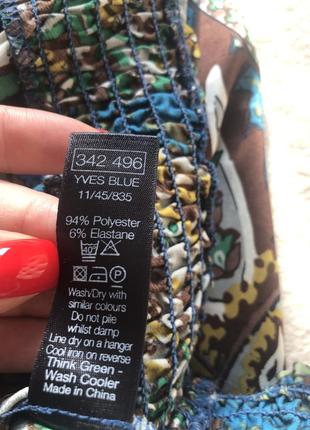 342 496
YVES BLUE
11/45/835
94% Polyester
6% Elastane
40°
P
Wash/Dry with
similar colours
Do not pile
whilst damp
Line dry on a hanger
Cool iron on reverse
Think Green -
Wash Cooler
Made in China